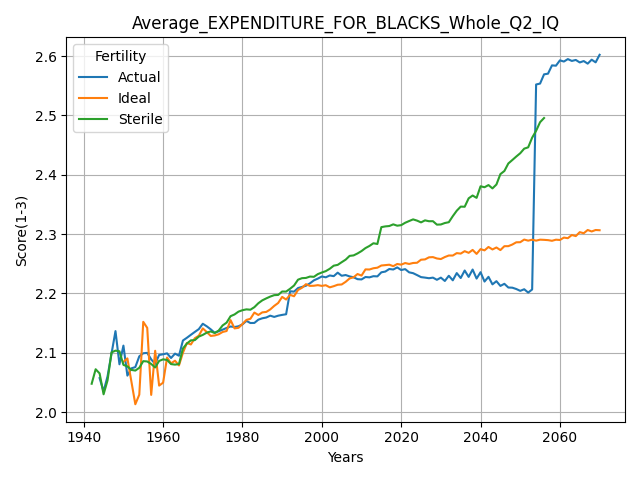 Average_EXPENDITURE_FOR_BLACKS_Whole_Q2_IQ
Fertility
Actual
Ideal
Sterile
2.6
2.5
2.4
2.3
2.2
2.1
2.0
Score(1-3)
1940 1960 1980 2000 2020 2040 2060
Years